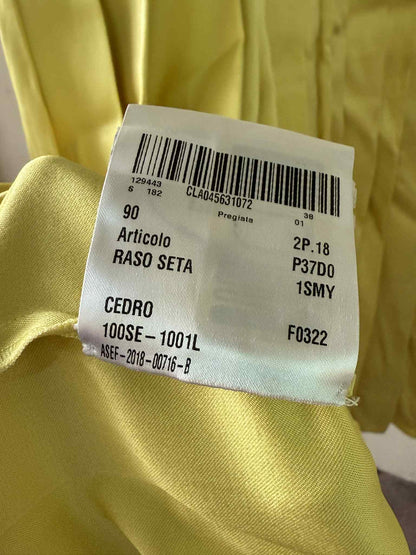 129443 CLA045631072 38
6 182 Pregiata 01
90 2P.18
Articolo P37D0
RASO SETA 1SMY
CEDRO
100SE-1001L F0322
ASEF-2018-00716-B